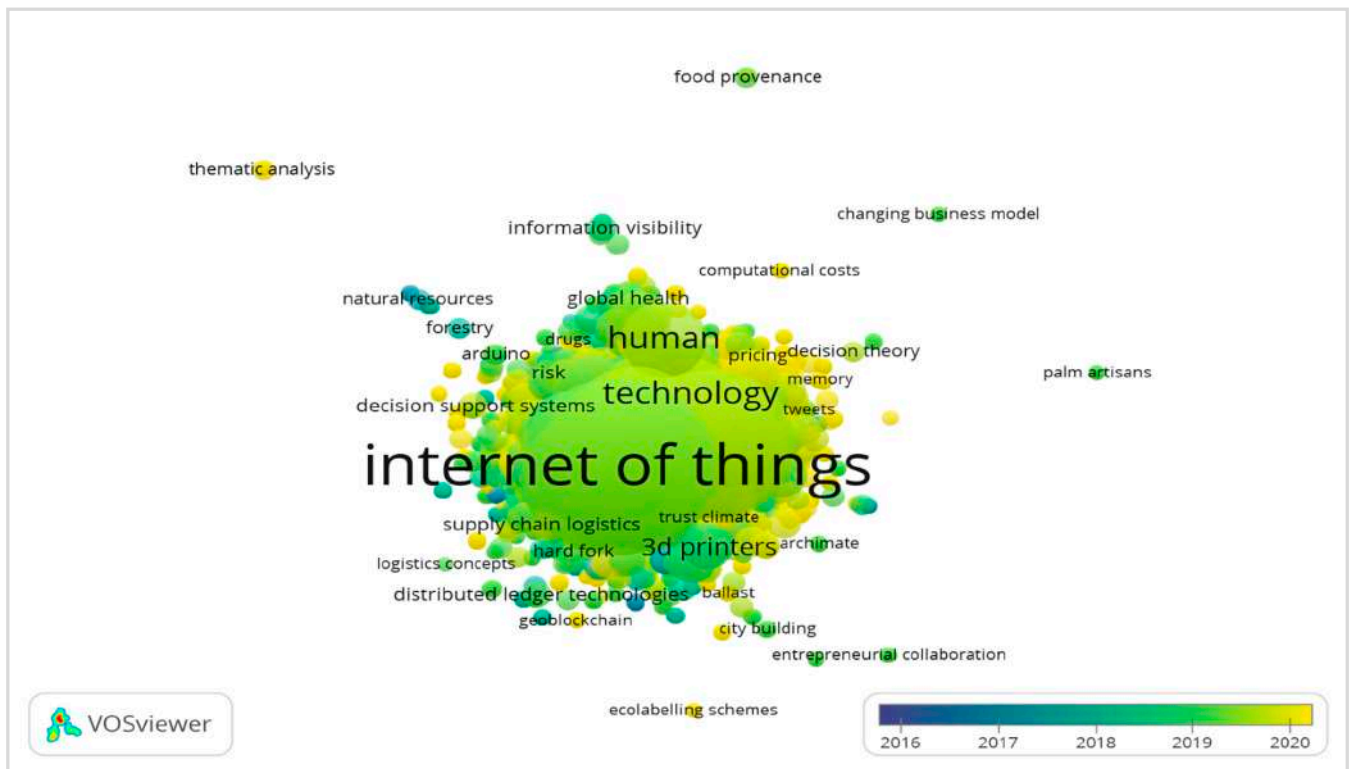 food provenance
thematic analysis
changing business model
information visibility
computational costs
natural resources
global health
forestry
drugs
human
arduino
pricing
decision theory
risk
palm artisans
memory
technology
decision support systems
tweets
internet of things
supply chain logistics
trust climate
hard fork
3d printers
archimate
logistics concepts
distributed ledger technologies
ballast
geoblockchain
city building
entrepreneurial collaboration
ecolabelling schemes
VOSviewer
2016 2017 2018 2019 2020